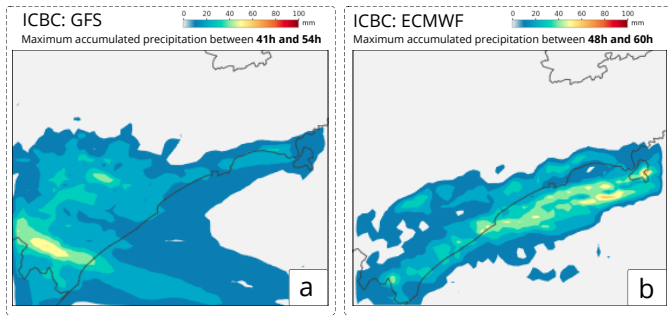 ICBC: GFS
0 20 40 60 80 100
mm
Maximum accumulated precipitation between 41h and 54h
a
ICBC: ECMWF
0 20 40 60 80 100
mm
Maximum accumulated precipitation between 48h and 60h
b